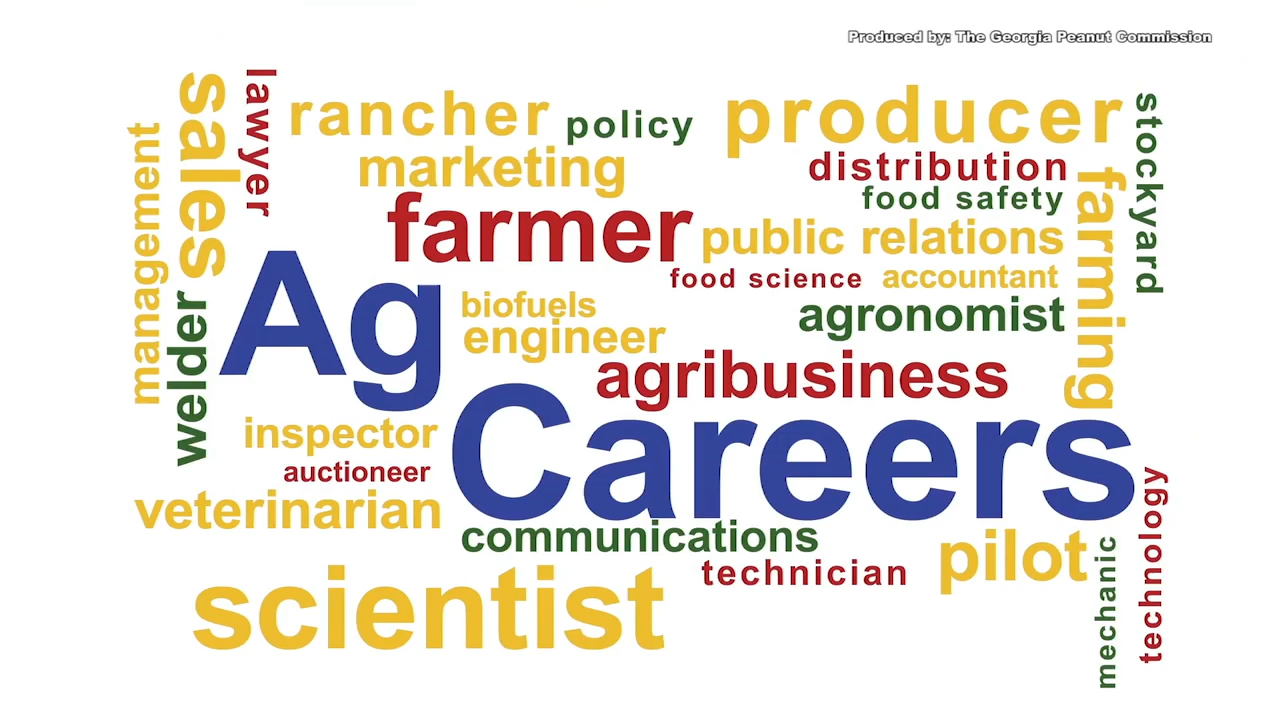 Produced by: The Georgia Peanut Commission
sales
lawyer
rancher
policy
producer
stockyard
management
marketing
distribution
farming
food safety
farmer
public relations
food science
accountant
Ag
biofuels
agronomist
welder
engineer
agribusiness
Careers
inspector
auctioneer
veterinarian
communications
pilot
technician
technology
mechanic
scientist